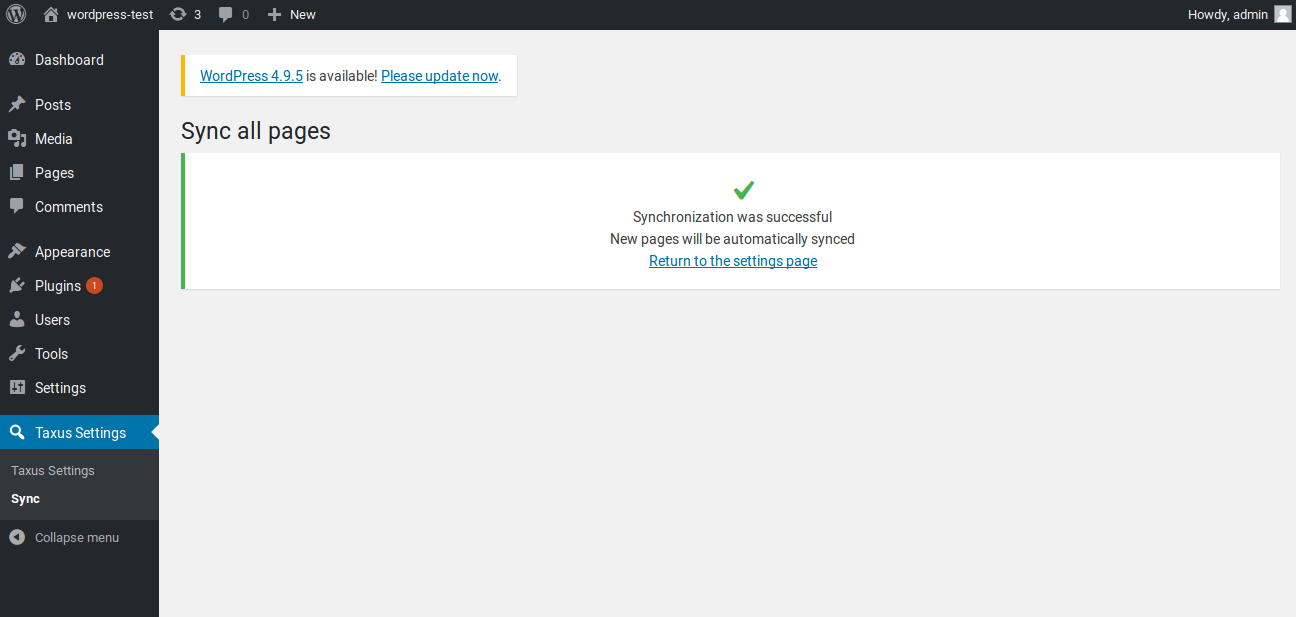 wordpress-test 3 0 New Howdy, admin
Dashboard
Posts
Media
Pages
Comments
Appearance
Plugins 1
Users
Tools
Settings
Taxus Settings
Taxus Settings
Sync
Collapse menu
WordPress 4.9.5 is available! Please update now.
Sync all pages
Synchronization was successful
New pages will be automatically synced
Return to the settings page